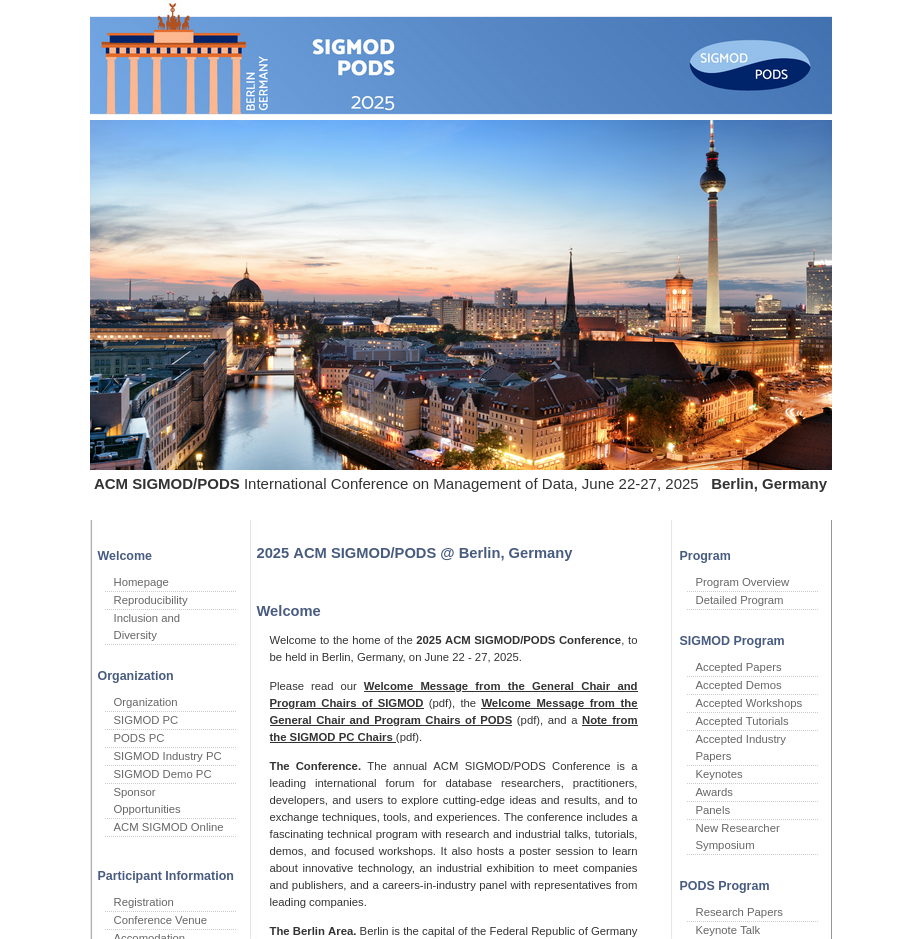 BERLIN
GERMANY
SIGMOD
PODS
2025
SIGMOD
PODS
ACM SIGMOD/PODS International Conference on Management of Data, June 22-27, 2025 Berlin, Germany
Welcome
Homepage
Reproducibility
Inclusion and
Diversity
Organization
Organization
SIGMOD PC
PODS PC
SIGMOD Industry PC
SIGMOD Demo PC
Sponsor
Opportunities
ACM SIGMOD Online
Participant Information
Registration
Conference Venue
Accomodation
2025 ACM SIGMOD/PODS @ Berlin, Germany
Welcome
Welcome to the home of the 2025 ACM SIGMOD/PODS Conference, to
be held in Berlin, Germany, on June 22 - 27, 2025.
Please read our Welcome Message from the General Chair and
Program Chairs of SIGMOD (pdf), the Welcome Message from the
General Chair and Program Chairs of PODS (pdf), and a Note from
the SIGMOD PC Chairs (pdf).
The Conference. The annual ACM SIGMOD/PODS Conference is a
leading international forum for database researchers, practitioners,
developers, and users to explore cutting-edge ideas and results, and to
exchange techniques, tools, and experiences. The conference includes a
fascinating technical program with research and industrial talks, tutorials,
demos, and focused workshops. It also hosts a poster session to learn
about innovative technology, an industrial exhibition to meet companies
and publishers, and a careers-in-industry panel with representatives from
leading companies.
The Berlin Area. Berlin is the capital of the Federal Republic of Germany
Program
Program Overview
Detailed Program
SIGMOD Program
Accepted Papers
Accepted Demos
Accepted Workshops
Accepted Tutorials
Accepted Industry
Papers
Keynotes
Awards
Panels
New Researcher
Symposium
PODS Program
Research Papers
Keynote Talk